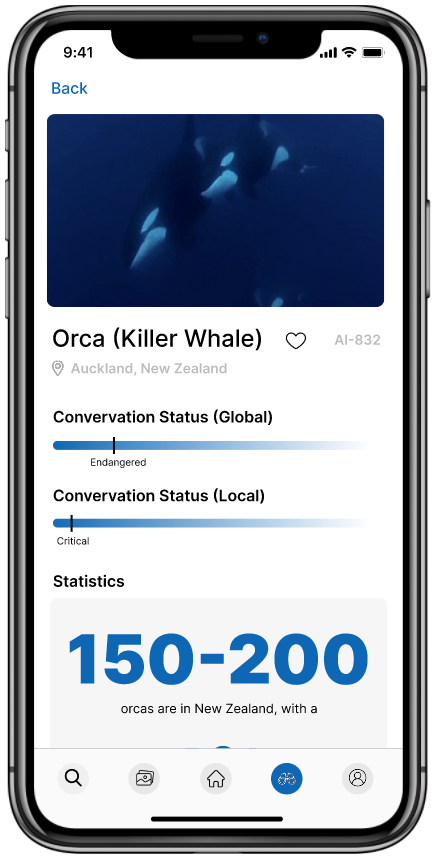 9:41
Back
Orca (Killer Whale)
AI-832
Auckland, New Zealand
Convervation Status (Global)
Endangered
Convervation Status (Local)
Critical
Statistics
150-200
orcas are in New Zealand, with a